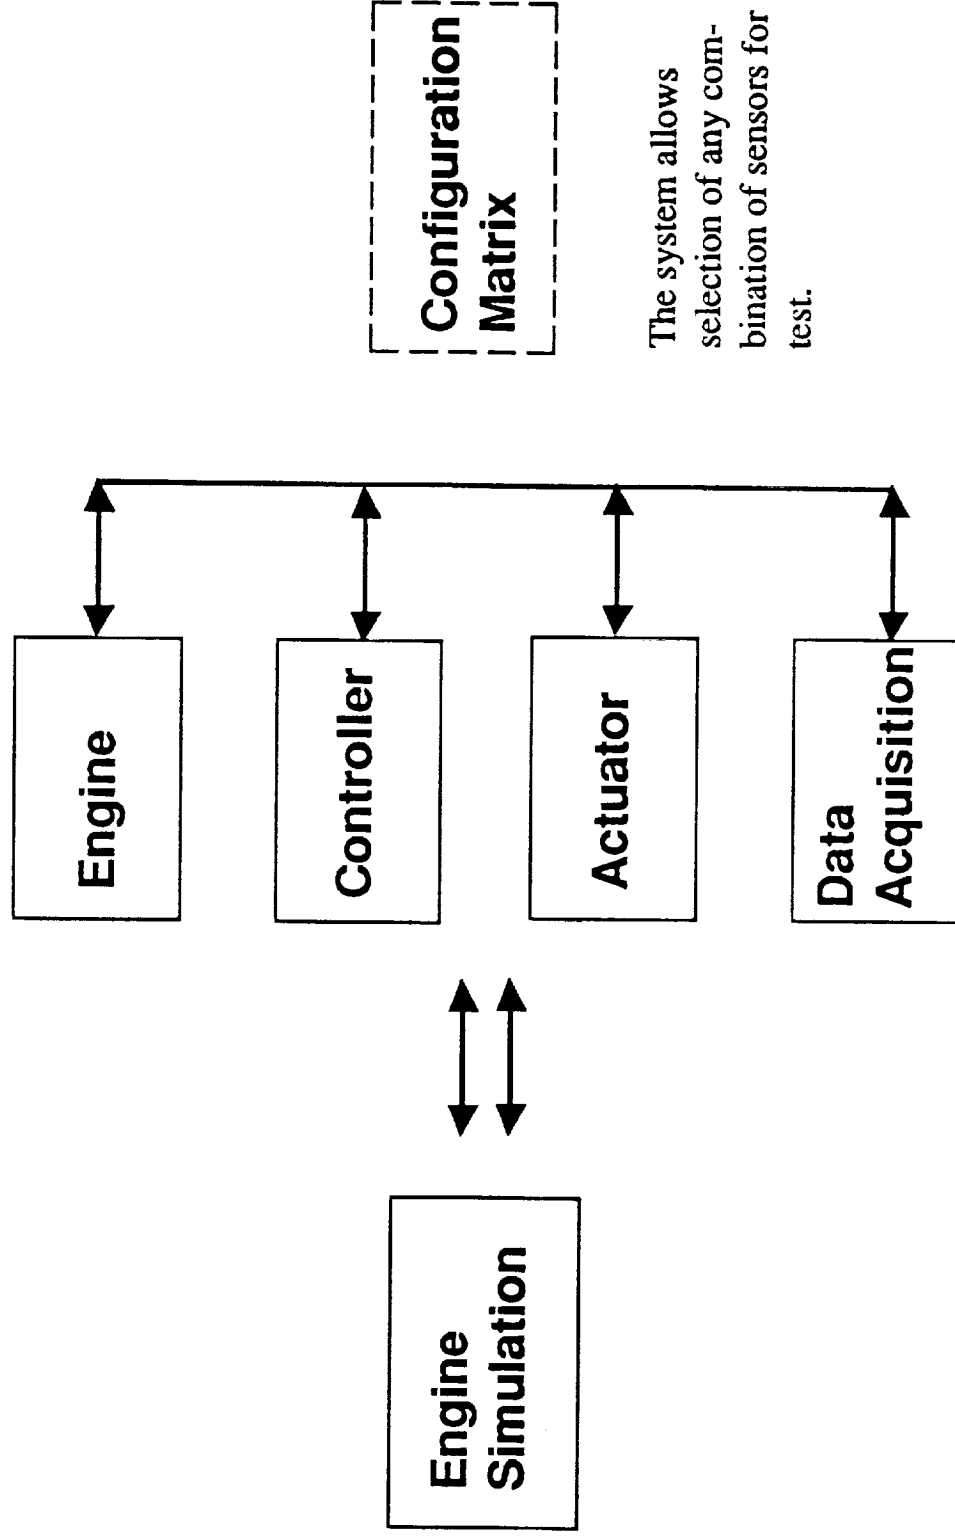 Engine
Simulation
Engine
Controller
Actuator
Data
Acquisition
Configuration
Matrix
The system allows
selection of any com-
bination of sensors for
test.